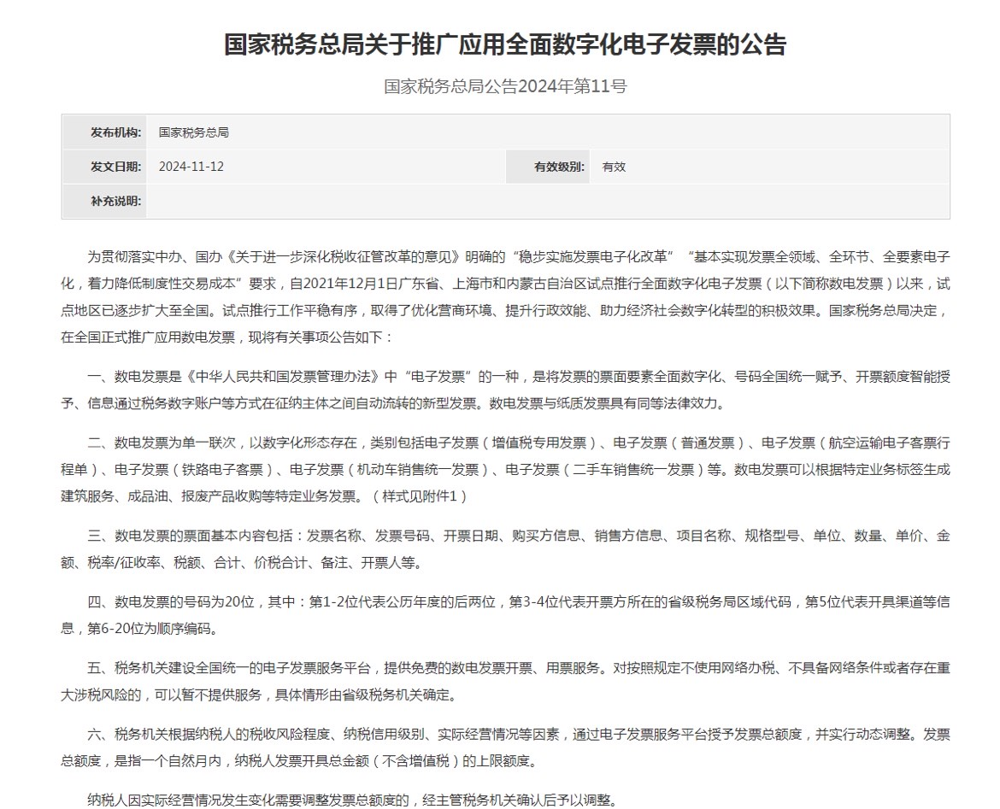 国家税务总局关于推广应用全面数字化电子发票的公告
国家税务总局公告2024年第11号
发布机构: 国家税务总局
发文日期: 2024-11-12 有效级别: 有效
补充说明:
为贯彻落实中办、国办《关于进一步深化税收征管改革的意见》明确的“稳步实施发票电子化改革”“基本实现发票全领域、全环节、全要素电子
化，着力降低制度性交易成本”要求，自2021年12月1日广东省、上海市和内蒙古自治区试点推行全面数字化电子发票（以下简称数电发票）以来，试
点地区已逐步扩大至全国。试点推行工作平稳有序，取得了优化营商环境、提升行政效能、助力经济社会数字化转型的积极效果。国家税务总局决定，
在全国正式推广应用数电发票，现将有关事项公告如下：
一、数电发票是《中华人民共和国发票管理办法》中“电子发票”的一种，是将发票的票面要素全面数字化、号码全国统一赋予、开票额度智能授
予、信息通过税务数字账户等方式在征纳主体之间自动流转的新型发票。数电发票与纸质发票具有同等法律效力。
二、数电发票为单一联次，以数字化形态存在，类别包括电子发票（增值税专用发票）、电子发票（普通发票）、电子发票（航空运输电子客票行
程单）、电子发票（铁路电子客票）、电子发票（机动车销售统一发票）、电子发票（二手车销售统一发票）等。数电发票可以根据特定业务标签生成
建筑服务、成品油、报废产品收购等特定业务发票。（样式见附件1）
三、数电发票的票面基本内容包括：发票名称、发票号码、开票日期、购买方信息、销售方信息、项目名称、规格型号、单位、数量、单价、金
额、税率/征收率、税额、合计、价税合计、备注、开票人等。
四、数电发票的号码为20位，其中：第1-2位代表公历年度的后两位，第3-4位代表开票方所在的省级税务局区域代码，第5位代表开具渠道等信
息，第6-20位为顺序编码。
五、税务机关建设全国统一的电子发票服务平台，提供免费的数电发票开票、用票服务。对按照规定不使用网络办税、不具备网络条件或者存在重
大涉税风险的，可以暂不提供服务，具体情形由省级税务机关确定。
六、税务机关根据纳税人的税收风险程度、纳税信用级别、实际经营情况等因素，通过电子发票服务平台授予发票总额度，并实行动态调整。发票
总额度，是指一个自然月内，纳税人发票开具总金额（不含增值税）的上限额度。
纳税人因实际经营情况发生变化需要调整发票总额度的，经主管税务机关确认后予以调整。